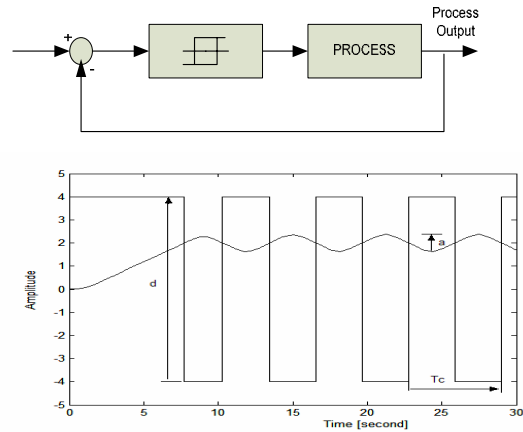 Process
Output
+
-
PROCESS
Amplitude
5
4
3
2
1
0
-1
-2
-3
-4
-5
d
a
Tc
0 5 10 15 20 25 30
Time [second]